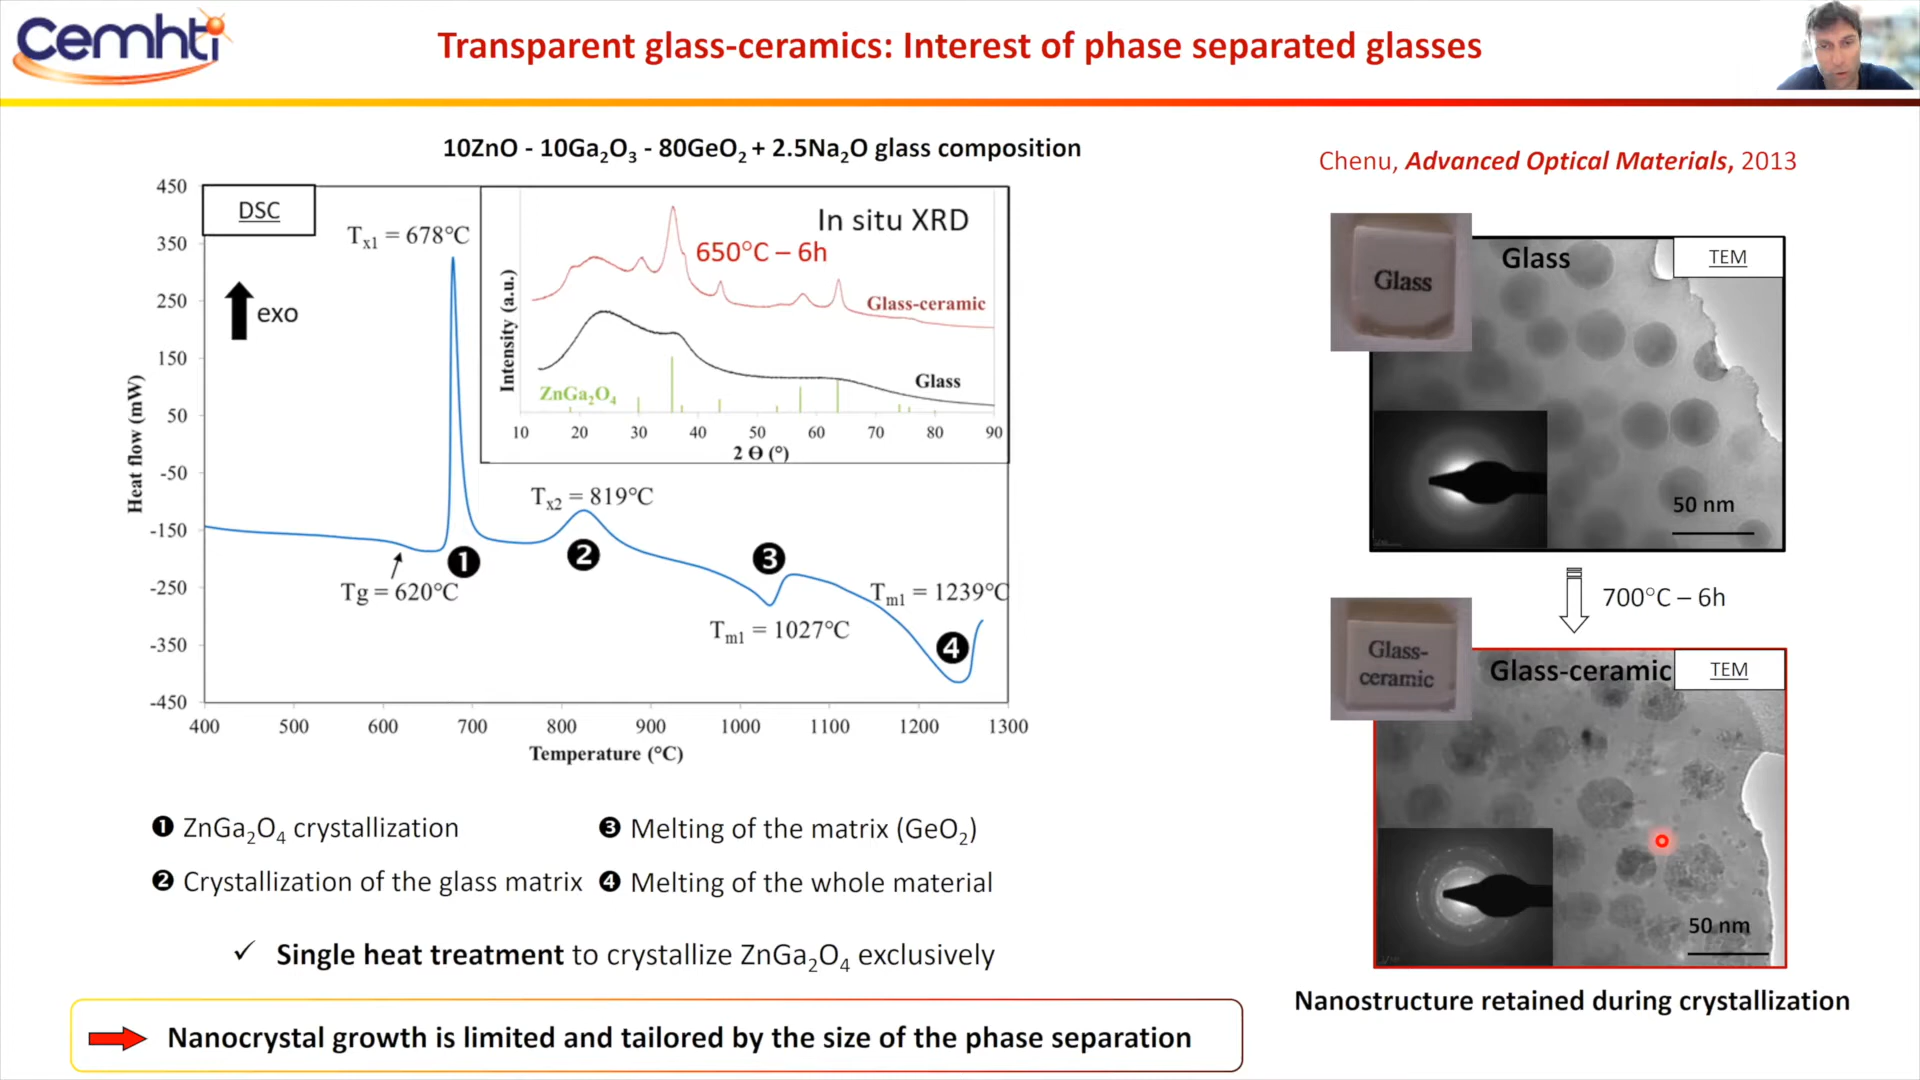 Cemhti
Transparent glass-ceramics: Interest of phase separated glasses
10ZnO - 10Ga₂O₃ - 80GeO₂ + 2.5Na₂O glass composition
Chenu, Advanced Optical Materials, 2013
DSC
exo
Tx1 = 678°C
Tg = 620°C
Tx2 = 819°C
Tm1 = 1027°C
Tm1 = 1239°C
❶
❷
❸
❹
Heat flow (mW)
450
350
250
150
50
-50
-150
-250
-350
-450
400 500 600 700 800 900 1000 1100 1200 1300
Temperature (°C)
In situ XRD
650°C – 6h
Glass-ceramic
Glass
ZnGa₂O₄
Intensity (a.u.)
10 20 30 40 50 60 70 80 90
2 Θ (°)
❶ ZnGa₂O₄ crystallization
❸ Melting of the matrix (GeO₂)
❷ Crystallization of the glass matrix
❹ Melting of the whole material
✓ Single heat treatment to crystallize ZnGa₂O₄ exclusively
Nanocrystal growth is limited and tailored by the size of the phase separation
Glass
Glass
TEM
50 nm
700°C – 6h
Glass-
ceramic
Glass-ceramic
TEM
50 nm
Nanostructure retained during crystallization